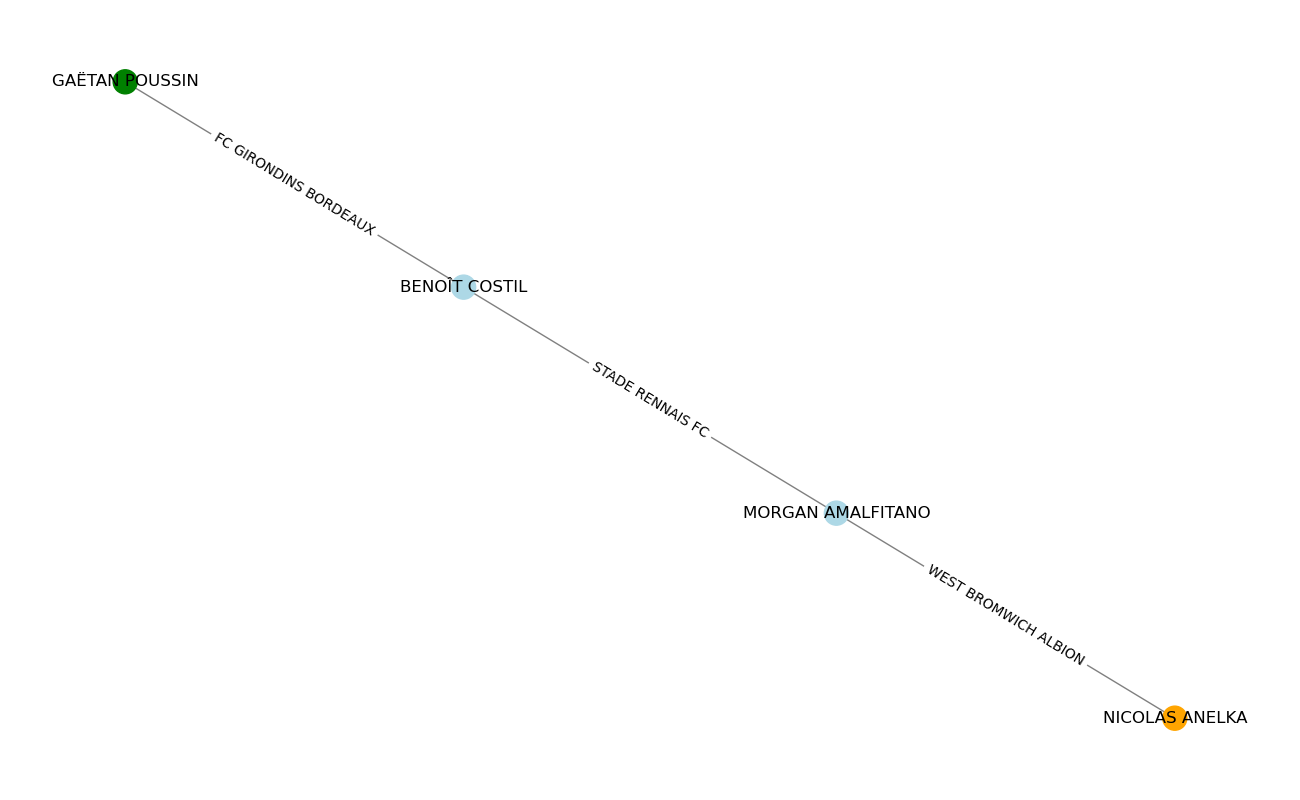 GAËTAN POUSSIN
FC GIRONDINS BORDEAUX
BENOÎT COSTIL
STADE RENNAIS FC
MORGAN AMALFITANO
WEST BROMWICH ALBION
NICOLAS ANELKA